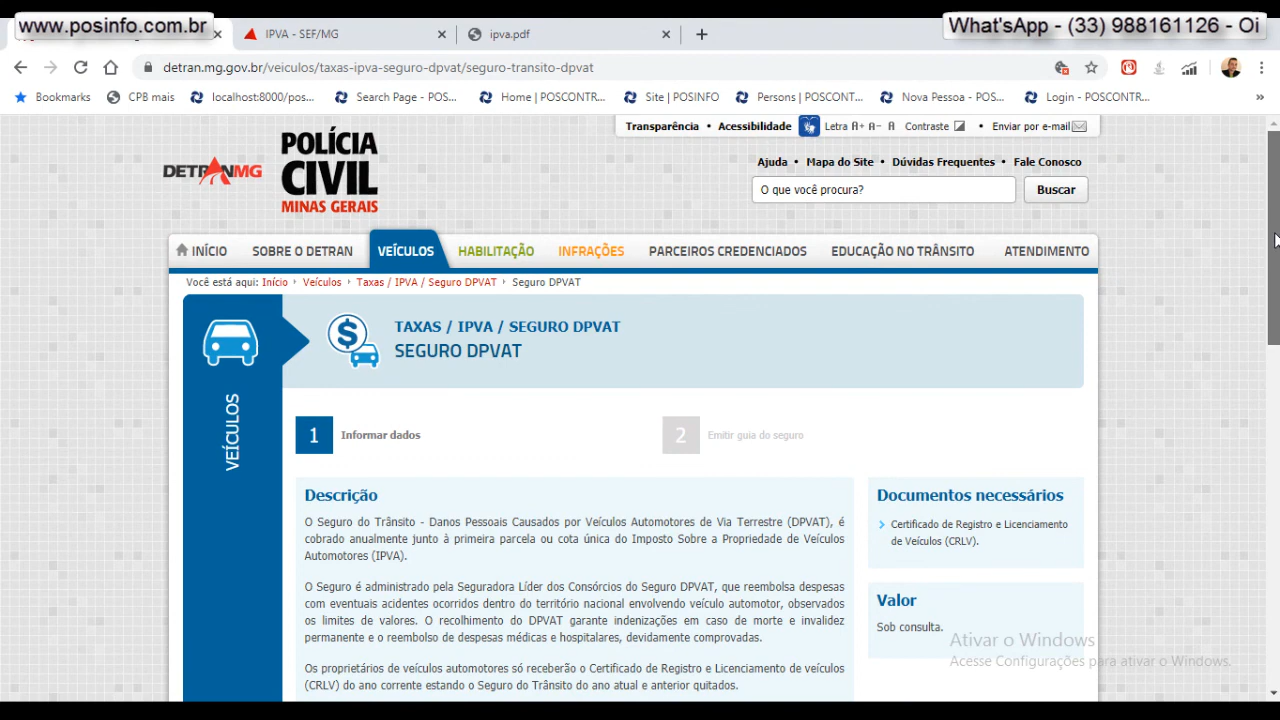 www.posinfo.com.br
What'sApp - (33) 988161126 - Oi
IPVA - SEF/MG
ipva.pdf
detran.mg.gov.br/veiculos/taxas-ipva-seguro-dpvat/seguro-transito-dpvat
Bookmarks CPB mais localhost:8000/pos... Search Page - POS... Home | POSCONTR... Site | POSINFO Persons | POSCONT... Nova Pessoa - POS... Login - POSCONTR... »
Transparência • Acessibilidade Letra A+ A- A Contraste • Enviar por e-mail
DETRANMG
POLÍCIA
CIVIL
MINAS GERAIS
Ajuda • Mapa do Site • Dúvidas Frequentes • Fale Conosco
O que você procura? Buscar
INÍCIO SOBRE O DETRAN VEÍCULOS HABILITAÇÃO INFRAÇÕES PARCEIROS CREDENCIADOS EDUCAÇÃO NO TRÂNSITO ATENDIMENTO
Você está aqui: Início Veículos Taxas / IPVA / Seguro DPVAT Seguro DPVAT
VEÍCULOS
TAXAS / IPVA / SEGURO DPVAT
SEGURO DPVAT
1 Informar dados
2 Emitir guia do seguro
Descrição
O Seguro do Trânsito - Danos Pessoais Causados por Veículos Automotores de Via Terrestre (DPVAT), é
cobrado anualmente junto à primeira parcela ou cota única do Imposto Sobre a Propriedade de Veículos
Automotores (IPVA).
O Seguro é administrado pela Seguradora Líder dos Consórcios do Seguro DPVAT, que reembolsa despesas
com eventuais acidentes ocorridos dentro do território nacional envolvendo veículo automotor, observados
os limites de valores. O recolhimento do DPVAT garante indenizações em caso de morte e invalidez
permanente e o reembolso de despesas médicas e hospitalares, devidamente comprovadas.
Os proprietários de veículos automotores só receberão o Certificado de Registro e Licenciamento de veículos
(CRLV) do ano corrente estando o Seguro do Trânsito do ano atual e anterior quitados.
Documentos necessários
Certificado de Registro e Licenciamento
de Veículos (CRLV).
Valor
Sob consulta.
Ativar o Windows
Acesse Configurações para ativar o Windows.